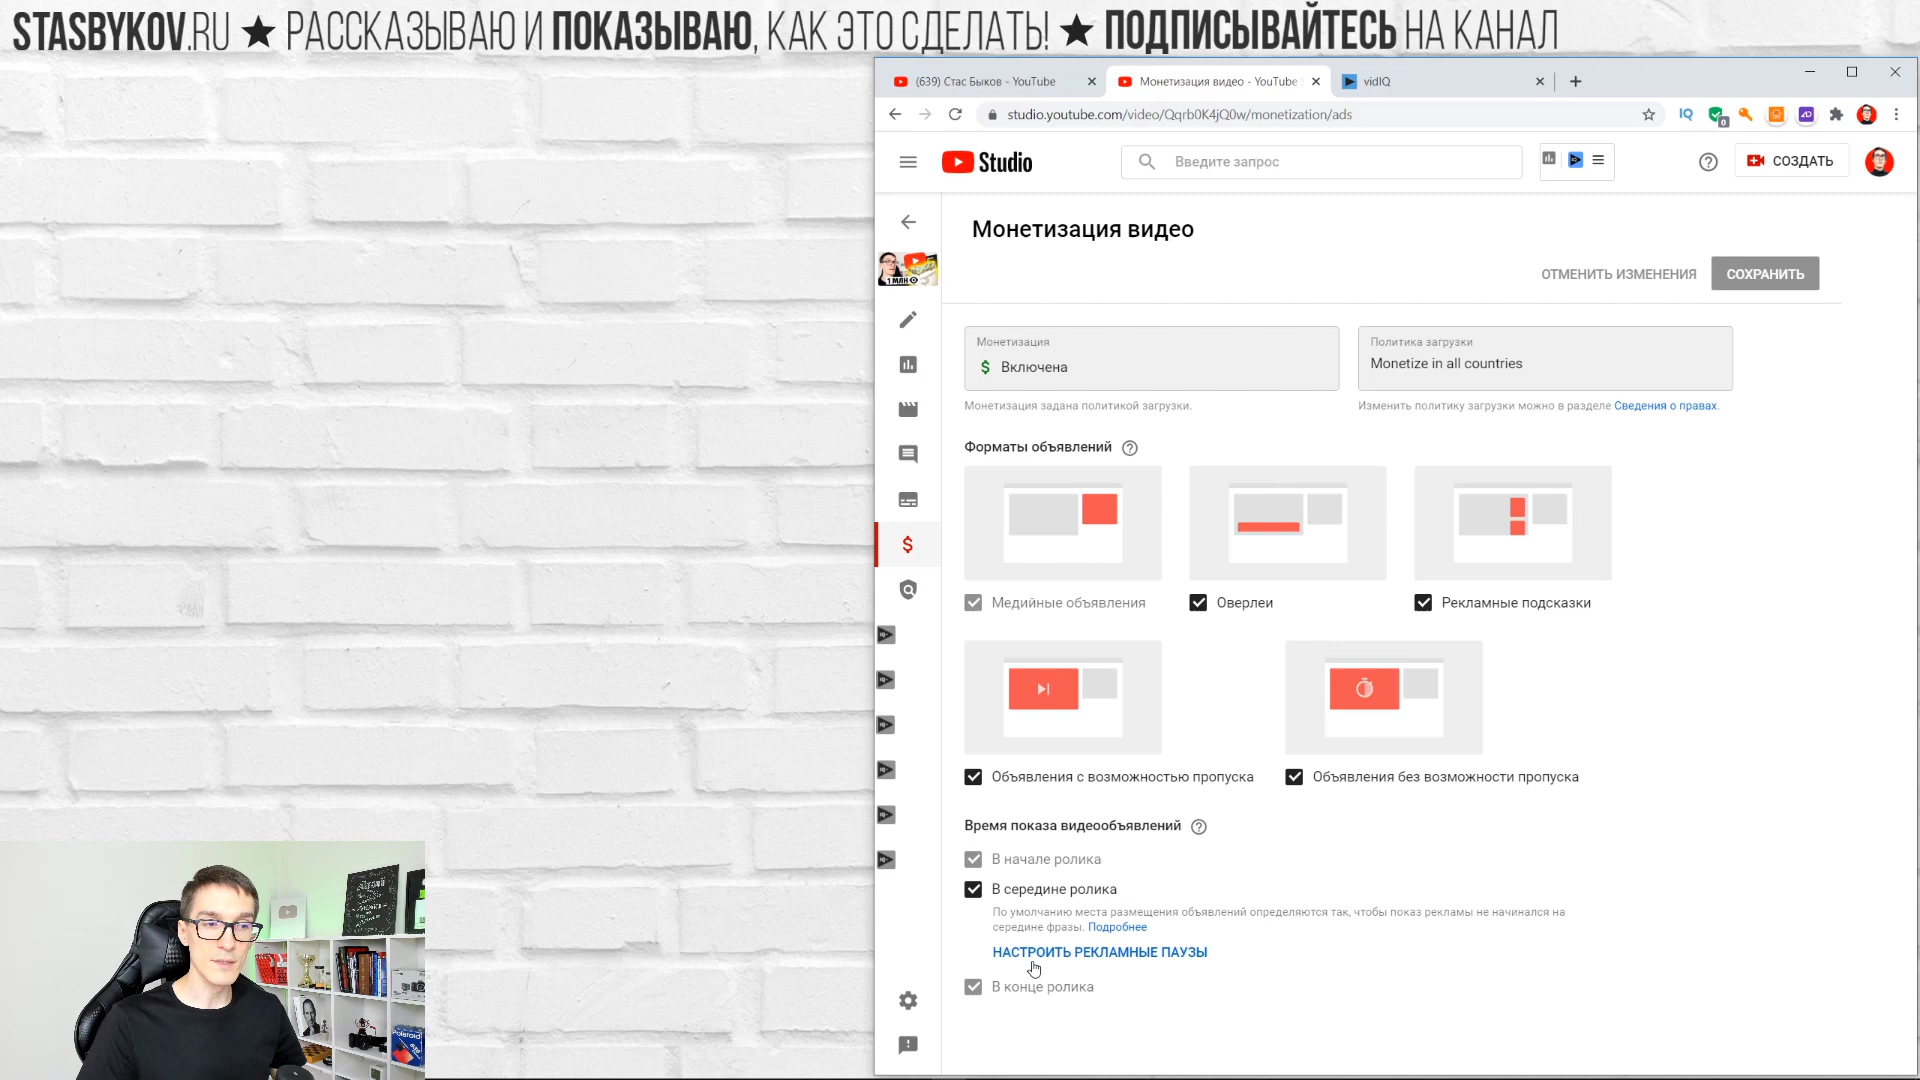 STASBYKOV.RU ★ РАССКАЗЫВАЮ И ПОКАЗЫВАЮ, КАК ЭТО СДЕЛАТЬ! ★ ПОДПИСЫВАЙТЕСЬ НА КАНАЛ
(639) Стас Быков - YouTube
Монетизация видео - YouTube
vidIQ
studio.youtube.com/video/Qqrb0K4jQ0w/monetization/ads
Studio
Введите запрос
СОЗДАТЬ
Монетизация видео
1 МЛН
ОТМЕНИТЬ ИЗМЕНЕНИЯ
СОХРАНИТЬ
Монетизация
$ Включена
Политика загрузки
Monetize in all countries
Монетизация задана политикой загрузки.
Изменить политику загрузки можно в разделе Сведения о правах.
Форматы объявлений
Медийные объявления
Оверлеи
Рекламные подсказки
Объявления с возможностью пропуска
Объявления без возможности пропуска
Время показа видеообъявлений
В начале ролика
В середине ролика
По умолчанию места размещения объявлений определяются так, чтобы показ рекламы не начинался на
середине фразы. Подробнее
НАСТРОИТЬ РЕКЛАМНЫЕ ПАУЗЫ
В конце ролика